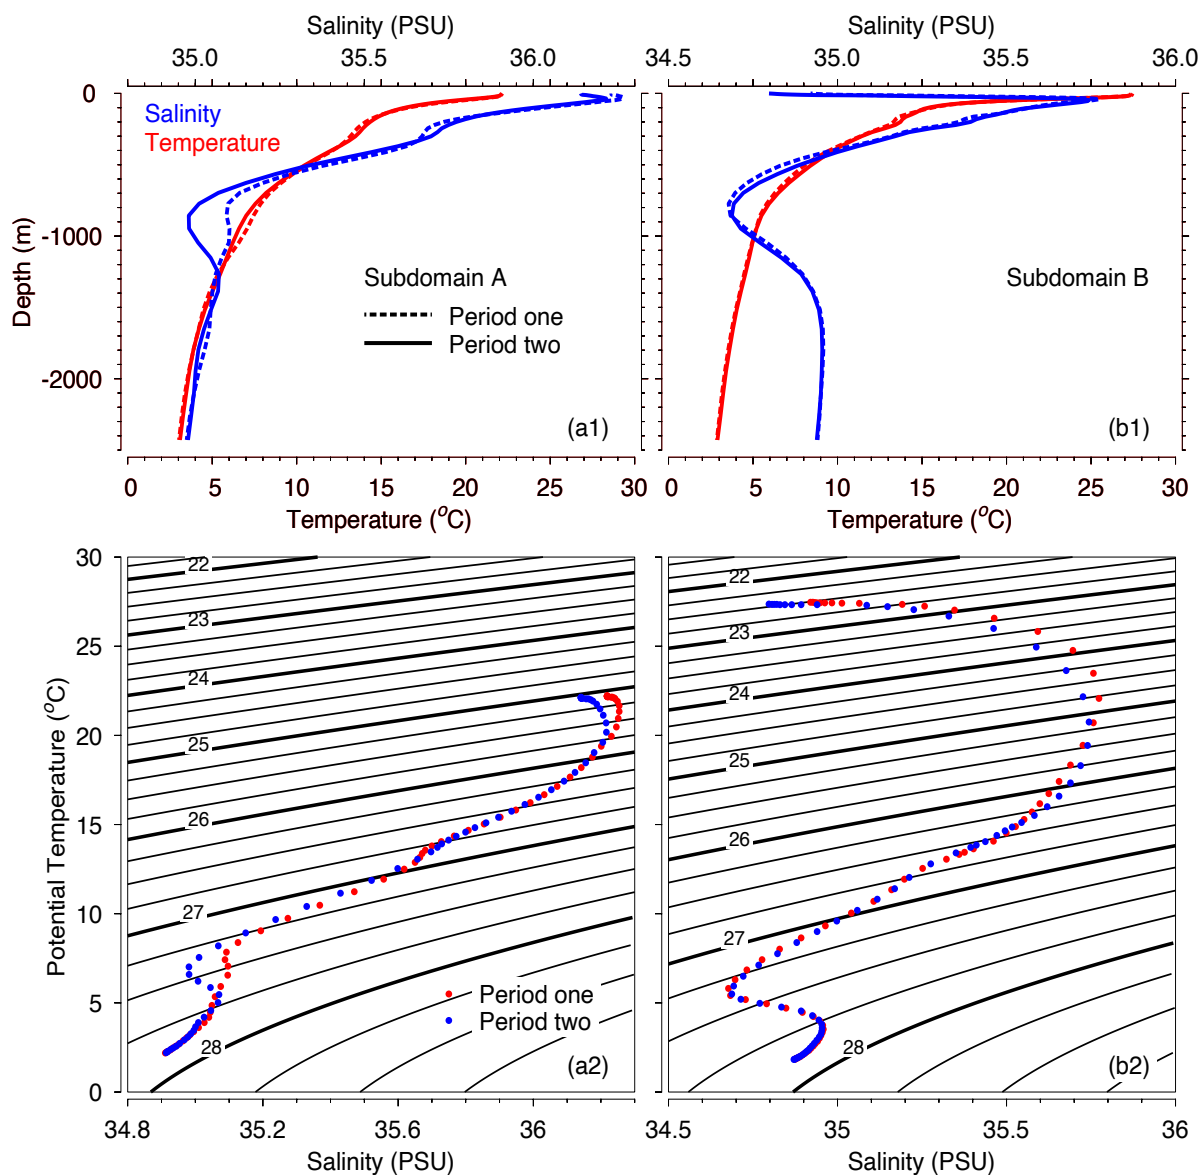 Salinity (PSU)
Salinity (PSU)
35.0
35.5
36.0
34.5
35.0
35.5
36.0
0
Salinity
Temperature
-1000
-2000
Depth (m)
Subdomain A
Period one
Period two
(a1)
Subdomain B
(b1)
0
5
10
15
20
25
30
0
5
10
15
20
25
30
Temperature (°C)
Temperature (°C)
30
25
20
15
10
5
0
Potential Temperature (°C)
22
23
24
25
26
27
28
Period one
Period two
(a2)
22
23
24
25
26
27
28
(b2)
34.8
35.2
35.6
36
34.5
35
35.5
36
Salinity (PSU)
Salinity (PSU)